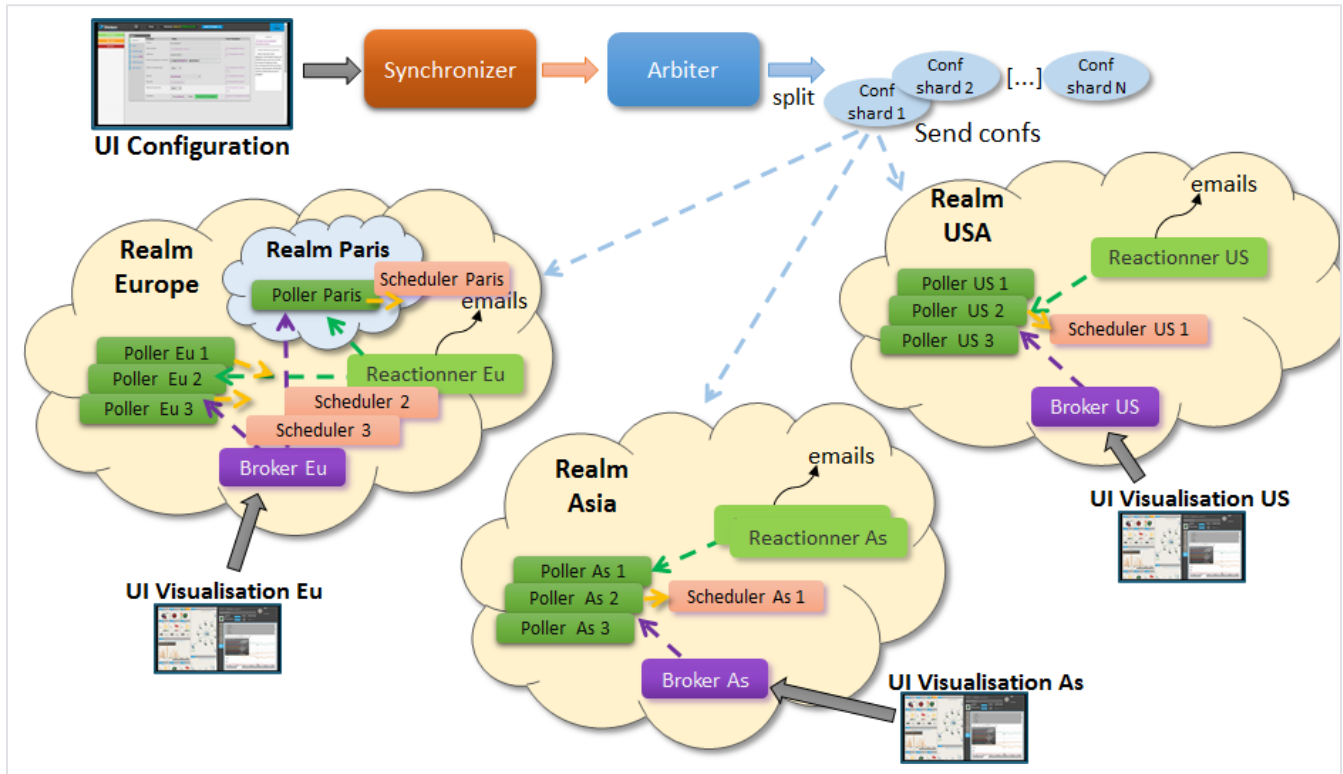 UI Configuration
Synchronizer
Arbiter
split
Conf
shard 1
Conf
shard 2
[...]
Conf
shard N
Send confs
Realm
Europe
Realm Paris
Scheduler Paris
Poller Paris
emails
Poller Eu 1
Poller Eu 2
Poller Eu 3
Reactionner Eu
Scheduler 2
Scheduler 3
Broker Eu
UI Visualisation Eu
Realm
Asia
emails
Reactionner As
Poller As 1
Poller As 2
Poller As 3
Scheduler As 1
Broker As
UI Visualisation As
Realm
USA
emails
Reactionner US
Poller US 1
Poller US 2
Poller US 3
Scheduler US 1
Broker US
UI Visualisation US